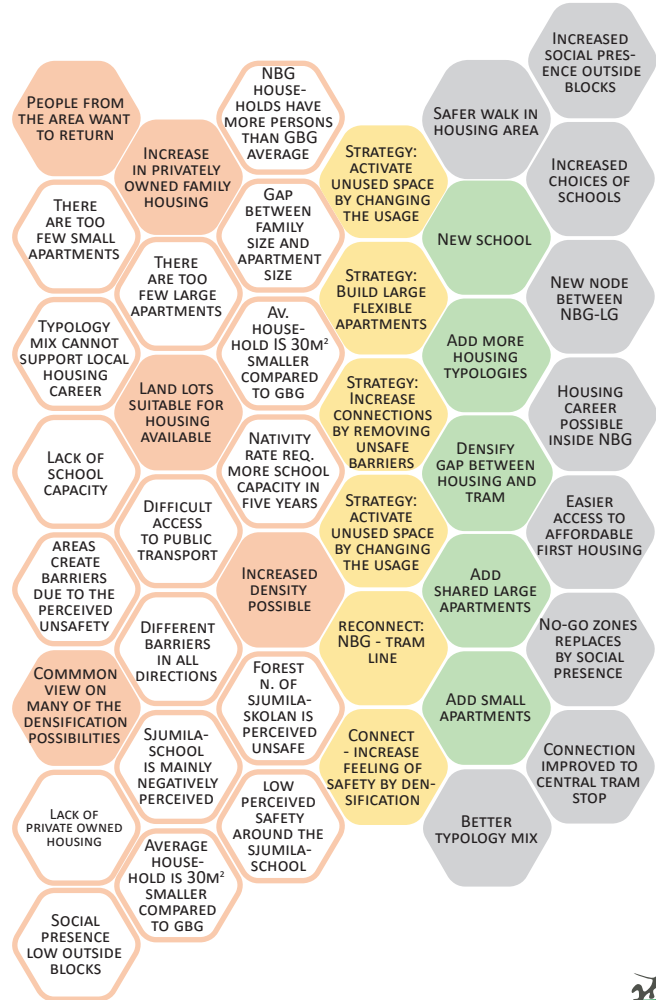 PEOPLE FROM
THE AREA WANT
TO RETURN
THERE
ARE TOO
FEW SMALL
APARTMENTS
TYPOLOGY
MIX CANNOT
SUPPORT LOCAL
HOUSING
CAREER
LACK OF
SCHOOL
CAPACITY
AREAS
CREATE
BARRIERS
DUE TO THE
PERCEIVED
UNSAFETY
COMMMON
VIEW ON
MANY OF THE
DENSIFICATION
POSSIBILITIES
LACK OF
PRIVATE OWNED
HOUSING
SOCIAL
PRESENCE
LOW OUTSIDE
BLOCKS
INCREASE
IN PRIVATELY
OWNED FAMILY
HOUSING
THERE
ARE TOO
FEW LARGE
APARTMENTS
LAND LOTS
SUITABLE FOR
HOUSING
AVAILABLE
DIFFICULT
ACCESS
TO PUBLIC
TRANSPORT
DIFFERENT
BARRIERS
IN ALL
DIRECTIONS
SJUMILA-
SCHOOL
IS MAINLY
NEGATIVELY
PERCEIVED
AVERAGE
HOUSE-
HOLD IS 30M²
SMALLER
COMPARED
TO GBG
NBG
HOUSE-
HOLDS HAVE
MORE PERSONS
THAN GBG
AVERAGE
GAP
BETWEEN
FAMILY
SIZE AND
APARTMENT
SIZE
AV.
HOUSE-
HOLD IS 30M²
SMALLER
COMPARED
TO GBG
NATIVITY
RATE REQ.
MORE SCHOOL
CAPACITY IN
FIVE YEARS
INCREASED
DENSITY
POSSIBLE
FOREST
N. OF
SJUMILA-
SKOLAN IS
PERCEIVED
UNSAFE
LOW
PERCEIVED
SAFETY
AROUND THE
SJUMILA-
SCHOOL
STRATEGY:
ACTIVATE
UNUSED SPACE
BY CHANGING
THE USAGE
STRATEGY:
BUILD LARGE
FLEXIBLE
APARTMENTS
STRATEGY:
INCREASE
CONNECTIONS
BY REMOVING
UNSAFE
BARRIERS
STRATEGY:
ACTIVATE
UNUSED SPACE
BY CHANGING
THE USAGE
RECONNECT:
NBG - TRAM
LINE
CONNECT
- INCREASE
FEELING OF
SAFETY BY DEN-
SIFICATION
SAFER WALK IN
HOUSING AREA
NEW SCHOOL
ADD MORE
HOUSING
TYPOLOGIES
DENSIFY
GAP BETWEEN
HOUSING AND
TRAM
ADD
SHARED LARGE
APARTMENTS
ADD SMALL
APARTMENTS
BETTER
TYPOLOGY MIX
INCREASED
SOCIAL PRES-
ENCE OUTSIDE
BLOCKS
INCREASED
CHOICES OF
SCHOOLS
NEW NODE
BETWEEN
NBG-LG
HOUSING
CAREER
POSSIBLE
INSIDE NBG
EASIER
ACCESS TO
AFFORDABLE
FIRST HOUSING
NO-GO ZONES
REPLACES
BY SOCIAL
PRESENCE
CONNECTION
IMPROVED TO
CENTRAL TRAM
STOP